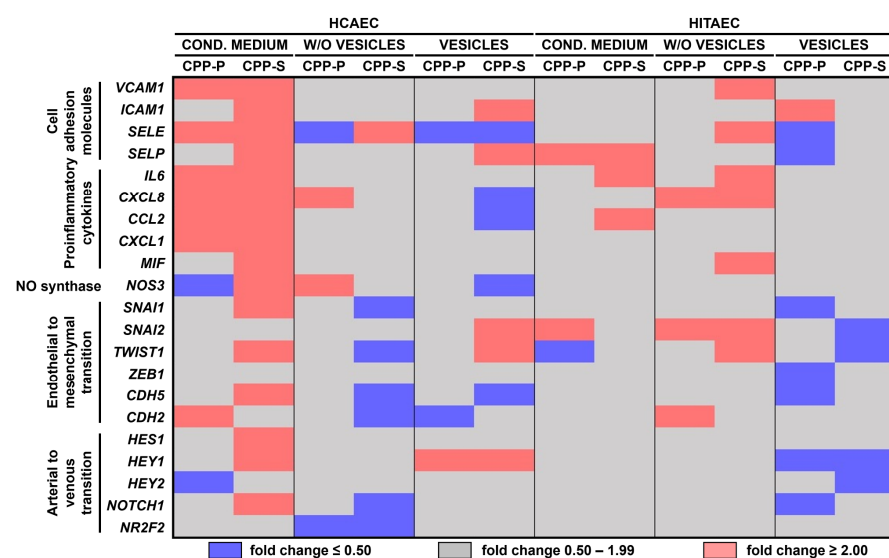 HCAEC HITAEC
COND. MEDIUM W/O VESICLES VESICLES COND. MEDIUM W/O VESICLES VESICLES
CPP-P CPP-S CPP-P CPP-S CPP-P CPP-S CPP-P CPP-S CPP-P CPP-S CPP-P CPP-S
Cell
adhesion
molecules
VCAM1
ICAM1
SELE
SELP
Proinflammatory
cytokines
IL6
CXCL8
CCL2
CXCL1
MIF
NO synthase NOS3
Endothelial to
mesenchymal
transition
SNAI1
SNAI2
TWIST1
ZEB1
CDH5
CDH2
Arterial to
venous
transition
HES1
HEY1
HEY2
NOTCH1
NR2F2
fold change ≤ 0.50 fold change 0.50 – 1.99 fold change ≥ 2.00